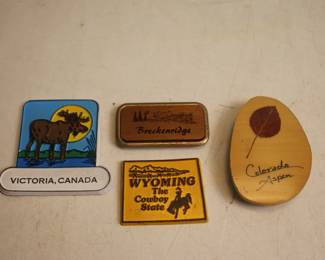 VICTORIA, CANADA
Breckenridge
WYOMING
The
Cowboy
State
Colorado
Aspen